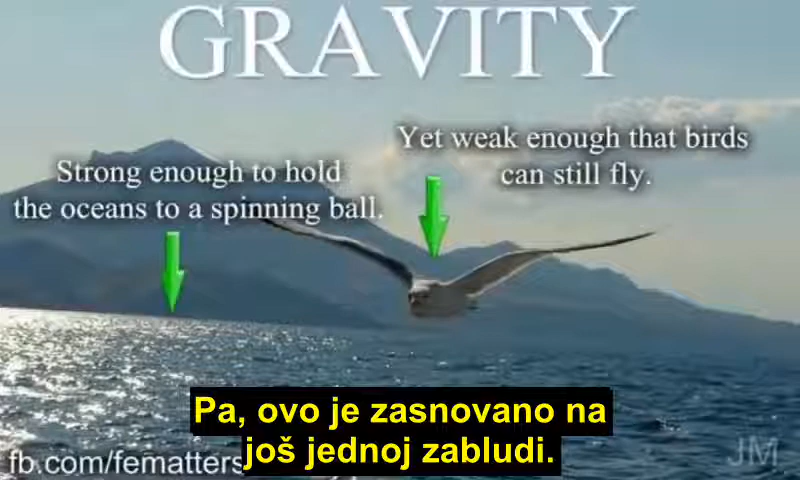 GRAVITY
Strong enough to hold
the oceans to a spinning ball.
Yet weak enough that birds
can still fly.
Pa, ovo je zasnovano na
još jednoj zabludi.
fb.com/fematters
JM